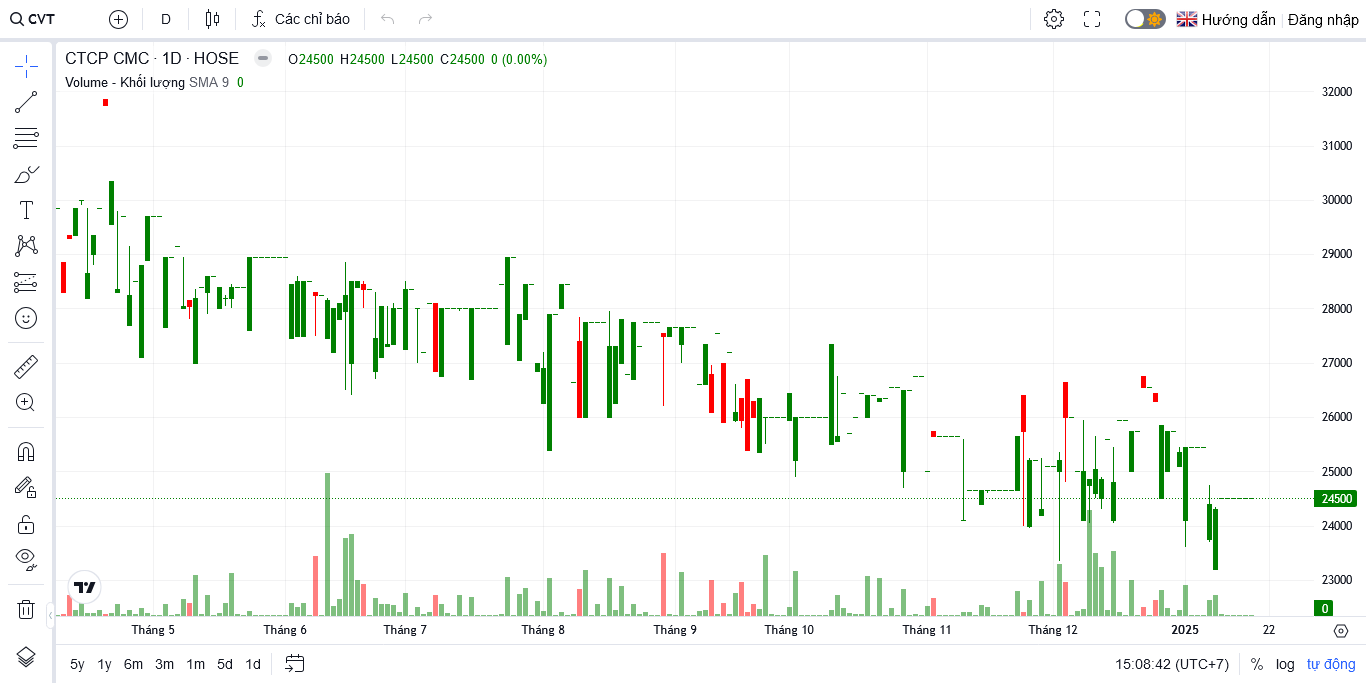 CVT D Các chỉ báo Hướng dẫn Đăng nhập
CTCP CMC · 1D · HOSE O24500 H24500 L24500 C24500 0 (0.00%)
Volume - Khối lượng SMA 9 0
32000
31000
30000
29000
28000
27000
26000
25000
24500
24000
23000
0
Tháng 5 Tháng 6 Tháng 7 Tháng 8 Tháng 9 Tháng 10 Tháng 11 Tháng 12 2025 22
5y 1y 6m 3m 1m 5d 1d 15:08:42 (UTC+7) % log tự động